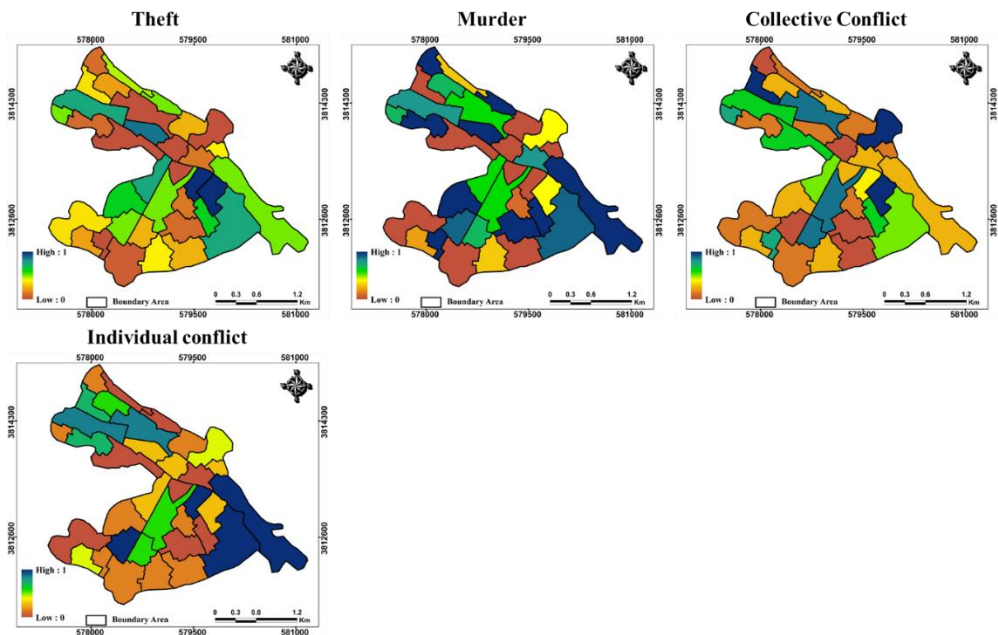 Theft
578000 579500 581000
3814300
3812600
High : 1
Low : 0
Boundary Area
0 0.3 0.6 1.2
Km
Murder
578000 579500 581000
3814300
3812600
High : 1
Low : 0
Boundary Area
0 0.3 0.6 1.2
Km
Collective Conflict
578000 579500 581000
3814300
3812600
High : 1
Low : 0
Boundary Area
0 0.3 0.6 1.2
Km
578000 579500 581000
578000 579500 581000
578000 579500 581000
Individual conflict
578000 579500 581000
3814300
3812600
High : 1
Low : 0
Boundary Area
0 0.3 0.6 1.2
Km
578000 579500 581000